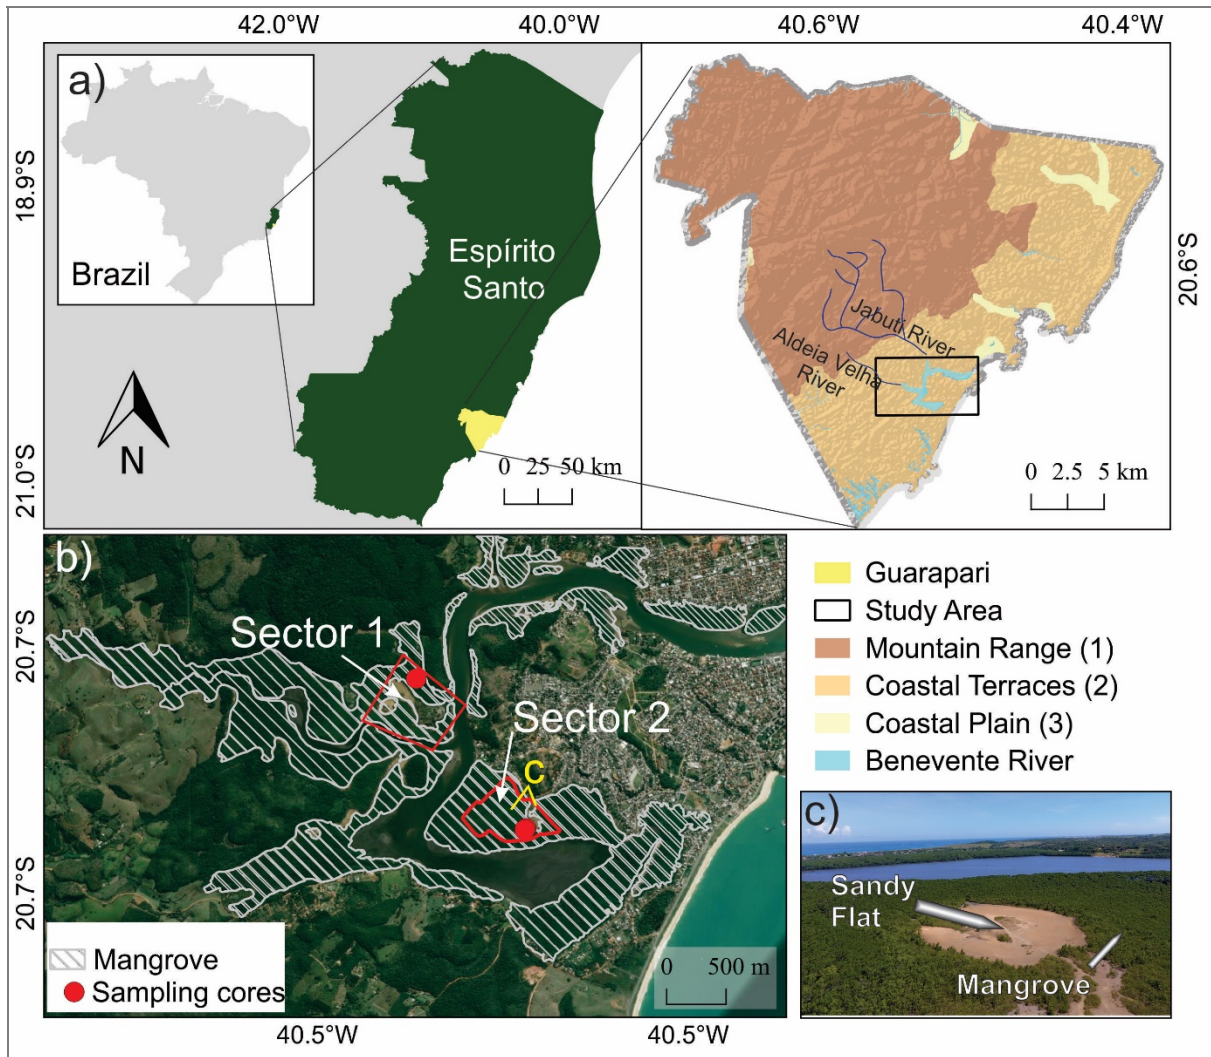 42.0°W
40.0°W
40.6°W
40.4°W
a)
18.9°S
21.0°S
20.6°S
Brazil
Espírito
Santo
N
0 25 50 km
Jabuti River
Aldeia Velha
River
0 2.5 5 km
b)
20.7°S
20.7°S
Sector 1
Sector 2
c
Mangrove
Sampling cores
0 500 m
40.5°W
40.5°W
Guarapari
Study Area
Mountain Range (1)
Coastal Terraces (2)
Coastal Plain (3)
Benevente River
c)
Sandy
Flat
Mangrove